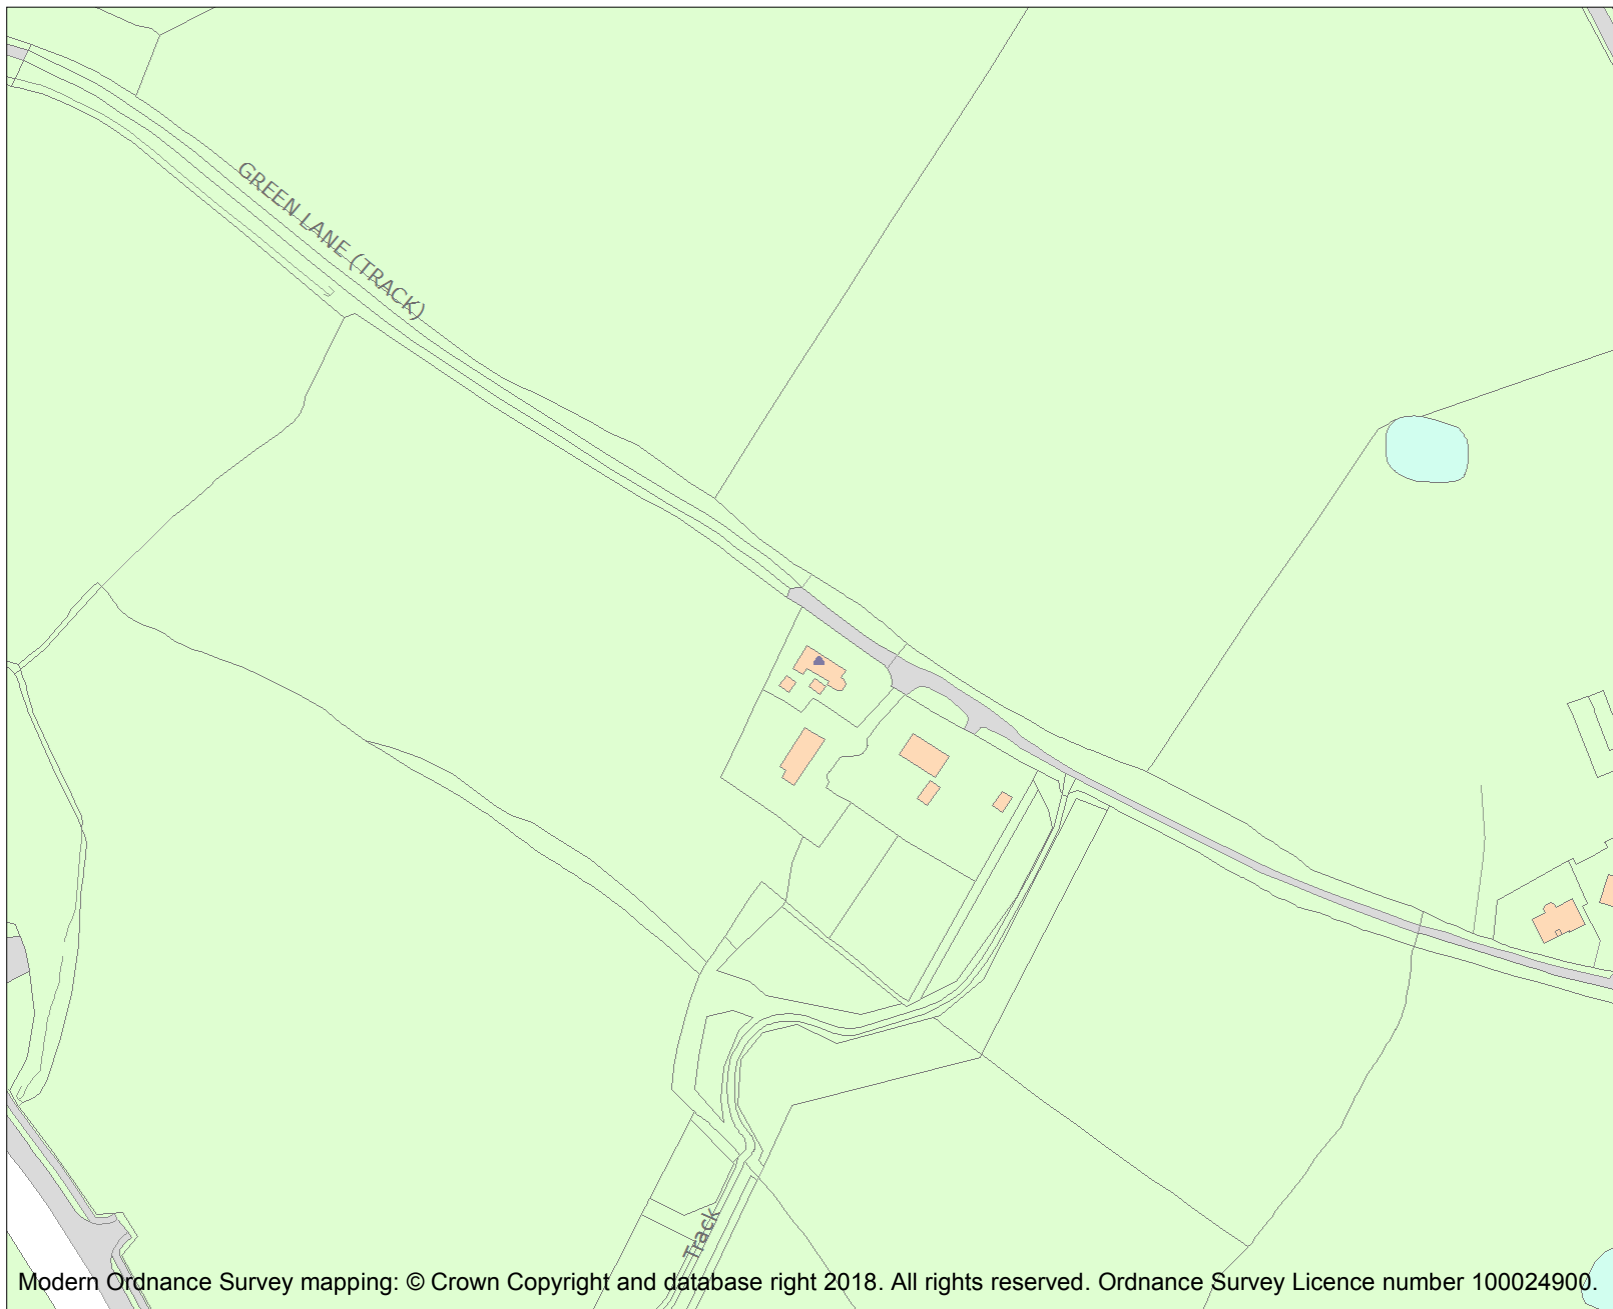 GREEN LANE (TRACK)
Track
Modern Ordnance Survey mapping: © Crown Copyright and database right 2018. All rights reserved. Ordnance Survey Licence number 100024900.